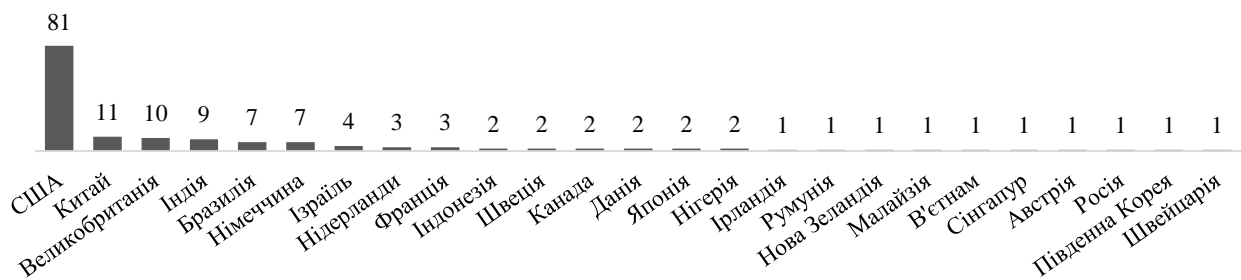 81
11
10
9
7
7
4
3
3
2
2
2
2
2
2
1
1
1
1
1
1
1
1
1
1
США
Китай
Великобританія
Індія
Бразилія
Німеччина
Ізраїль
Нідерланди
Франція
Індонезія
Швеція
Канада
Данія
Японія
Нігерія
Ірландія
Румунія
Нова Зеландія
Малайзія
В'єтнам
Сінгапур
Австрія
Росія
Південна Корея
Швейцарія